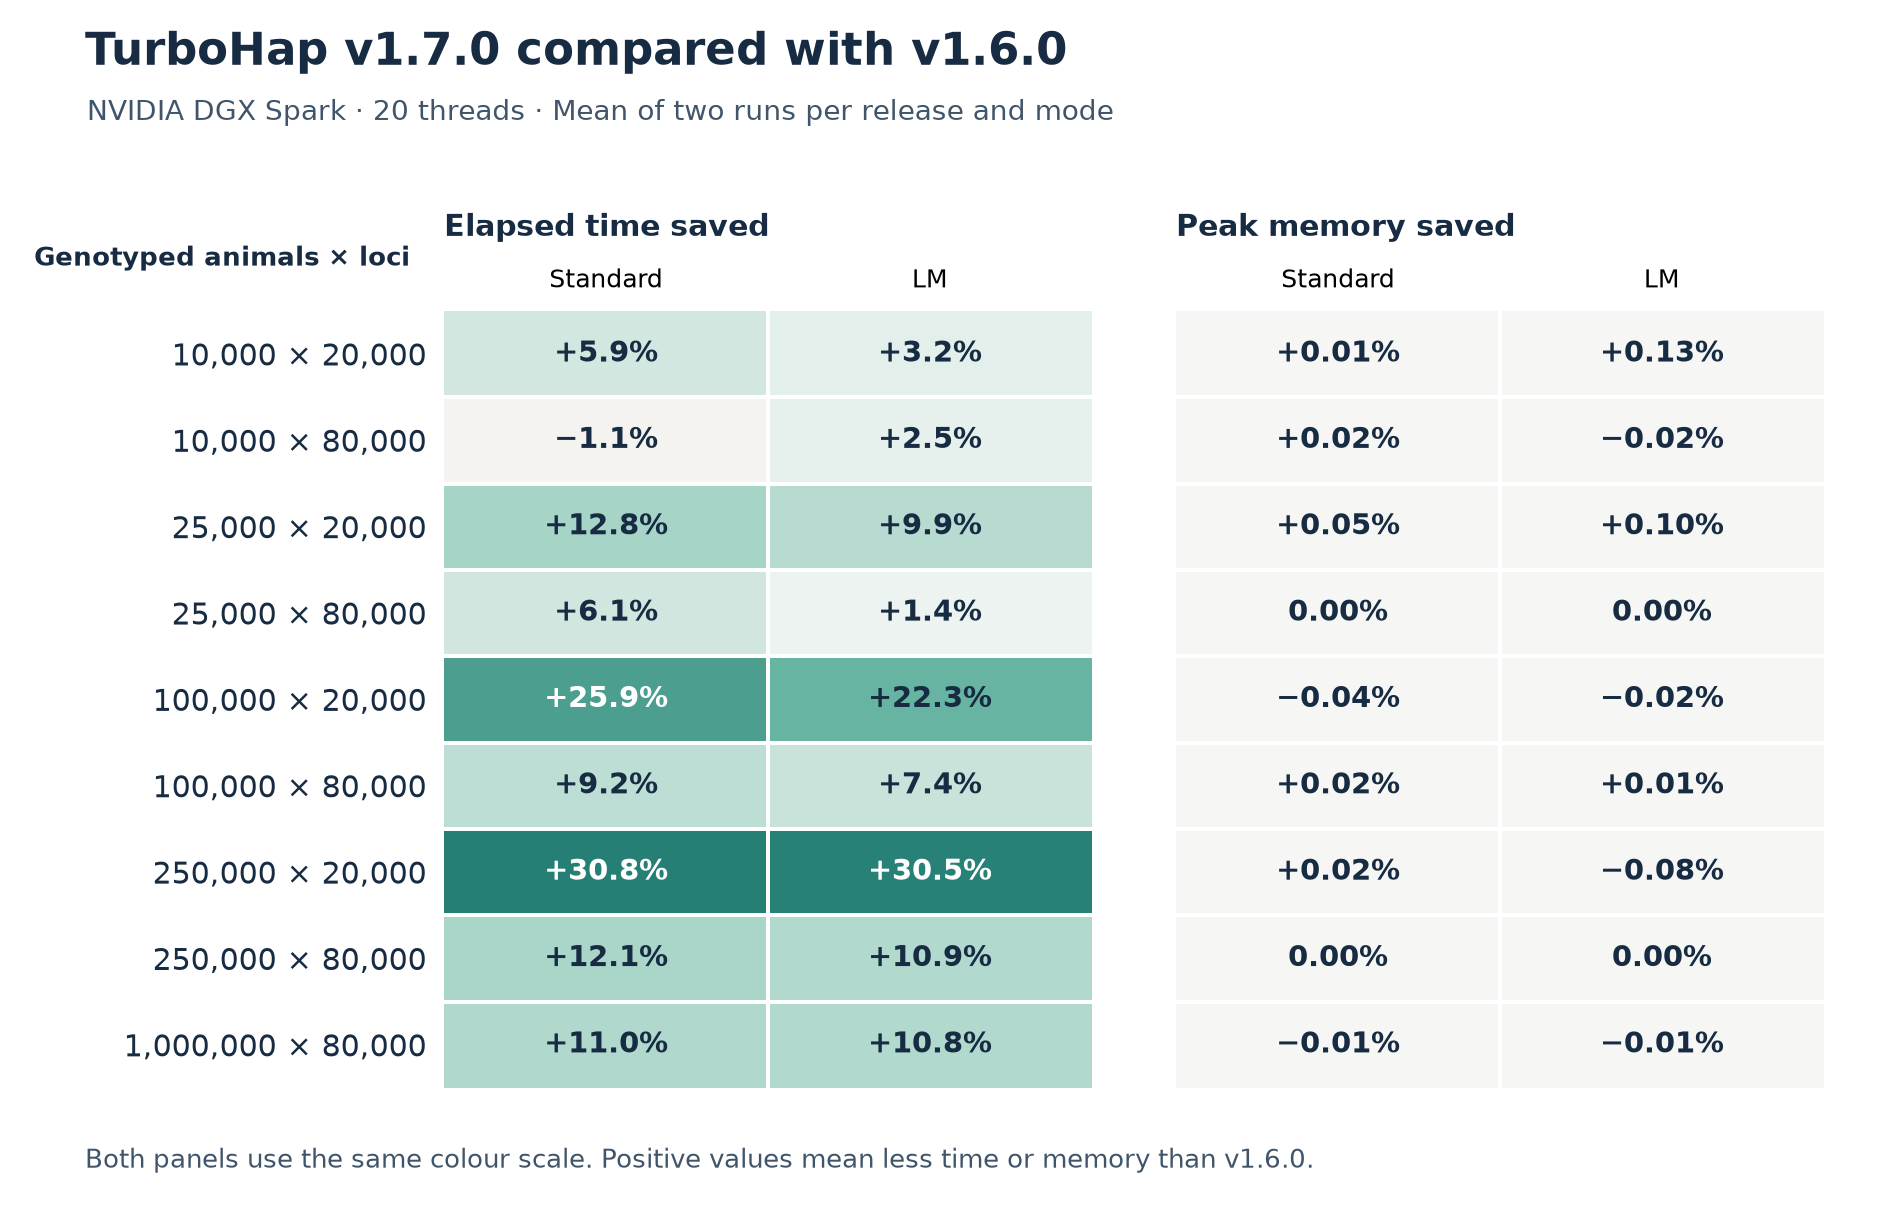 TurboHap v1.7.0 compared with v1.6.0
NVIDIA DGX Spark · 20 threads · Mean of two runs per release and mode
Elapsed time saved Peak memory saved
Genotyped animals × loci
Standard LM Standard LM
10,000 × 20,000 +5.9% +3.2% +0.01% +0.13%
10,000 × 80,000 −1.1% +2.5% +0.02% −0.02%
25,000 × 20,000 +12.8% +9.9% +0.05% +0.10%
25,000 × 80,000 +6.1% +1.4% 0.00% 0.00%
100,000 × 20,000 +25.9% +22.3% −0.04% −0.02%
100,000 × 80,000 +9.2% +7.4% +0.02% +0.01%
250,000 × 20,000 +30.8% +30.5% +0.02% −0.08%
250,000 × 80,000 +12.1% +10.9% 0.00% 0.00%
1,000,000 × 80,000 +11.0% +10.8% −0.01% −0.01%
Both panels use the same colour scale. Positive values mean less time or memory than v1.6.0.